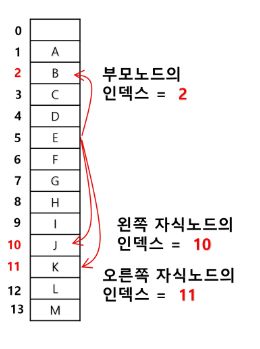 0
1 A
2 B
3 C
4 D
5 E
6 F
7 G
8 H
9 I
10 J
11 K
12 L
13 M
부모노드의
인덱스 = 2
왼쪽 자식노드의
인덱스 = 10
오른쪽 자식노드의
인덱스 = 11